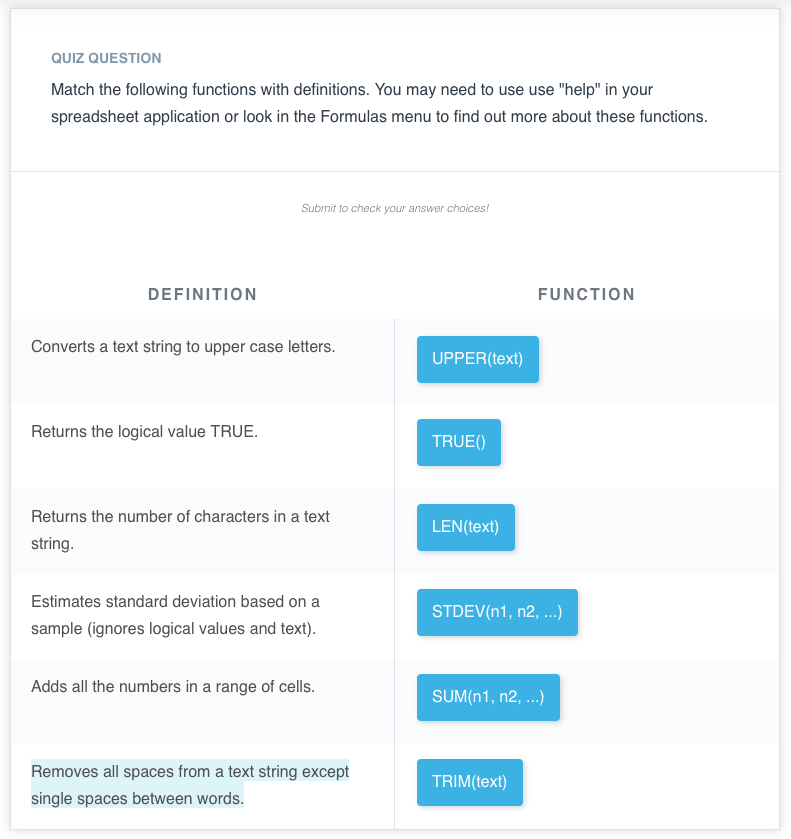 QUIZ QUESTION
Match the following functions with definitions. You may need to use use "help" in your
spreadsheet application or look in the Formulas menu to find out more about these functions.
Submit to check your answer choices!
DEFINITION FUNCTION
Converts a text string to upper case letters.
UPPER(text)
Returns the logical value TRUE.
TRUE()
Returns the number of characters in a text
string.
LEN(text)
Estimates standard deviation based on a
sample (ignores logical values and text).
STDEV(n1, n2, ...)
Adds all the numbers in a range of cells.
SUM(n1, n2, ...)
Removes all spaces from a text string except
single spaces between words.
TRIM(text)